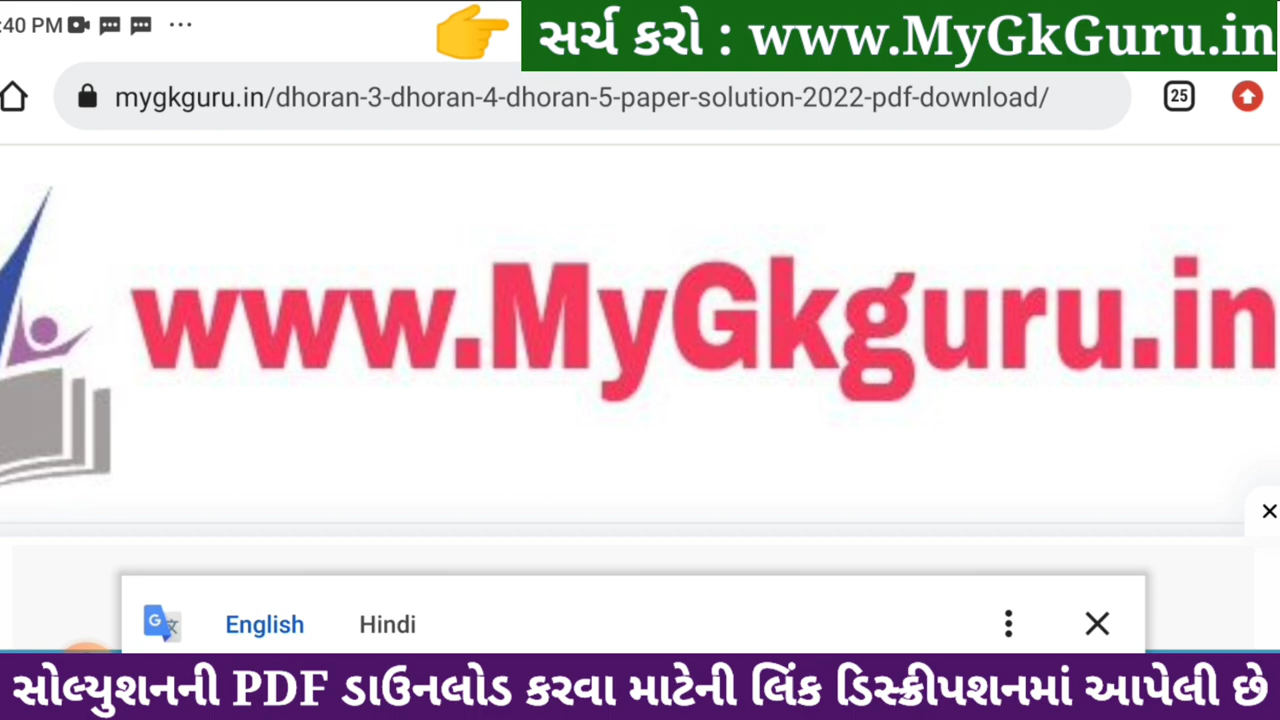 :40 PM
સર્ચ કરો : www.MyGkGuru.in
mygkguru.in/dhoran-3-dhoran-4-dhoran-5-paper-solution-2022-pdf-download/
25
www.MyGkguru.in
English Hindi
સોલ્યુશનની PDF ડાઉનલોડ કરવા માટેની લિંક ડિસ્ક્રીપશનમાં આપેલી છે